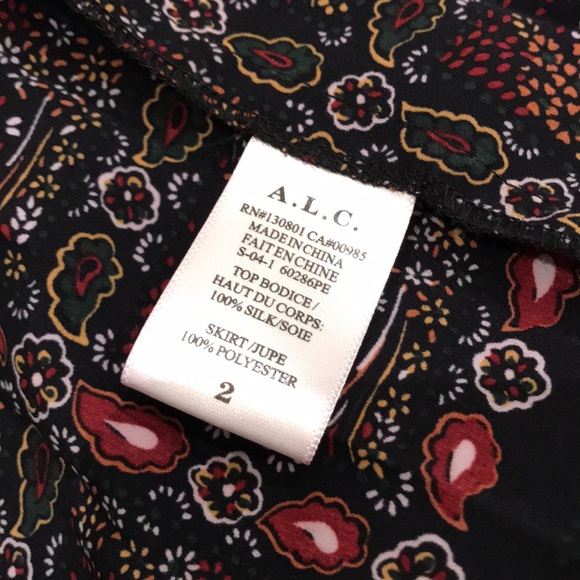 A.L.C.
RN#130801 CA#00985
MADE IN CHINA
FAIT EN CHINE
S-04-1 60286PE
TOP BODICE /
HAUT DU CORPS:
100% SILK/SOIE
SKIRT /JUPE
100% POLYESTER
2